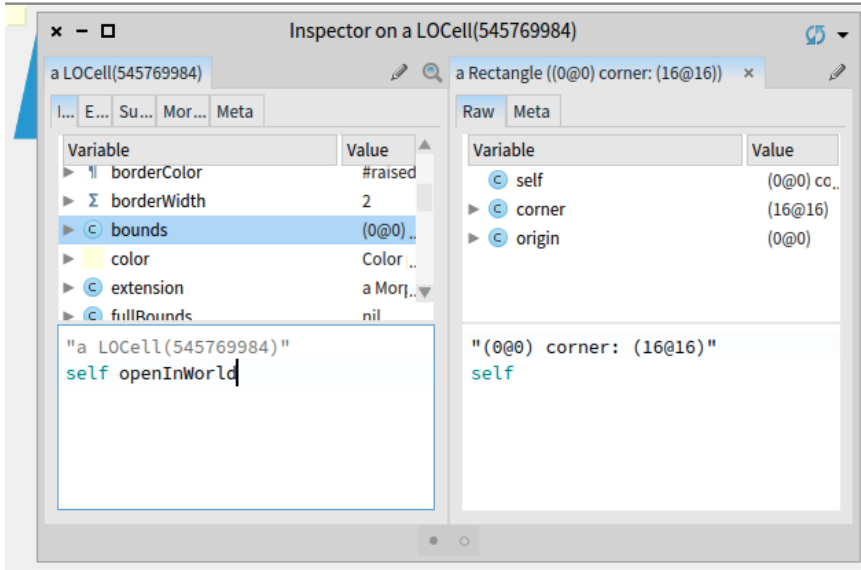 Inspector on a LOCell(545769984)
a LOCell(545769984)
I... E... Su... Mor... Meta
Variable Value
borderColor #raised
borderWidth 2
bounds (0@0) ..
color Color ..
extension a Morp..
fullBounds nil
"a LOCell(545769984)"
self openInWorld
a Rectangle ((0@0) corner: (16@16)) ×
Raw Meta
Variable Value
self (0@0) co..
corner (16@16)
origin (0@0)
"(0@0) corner: (16@16)"
self